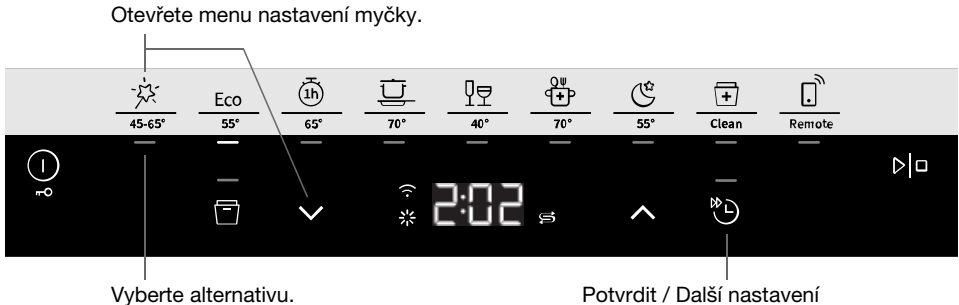 Otevřete menu nastavení myčky.
Eco 1h
45-65° 55° 65° 70° 40° 70° 55° Clean Remote
2:02
Vyberte alternativu. Potvrdit / Další nastavení